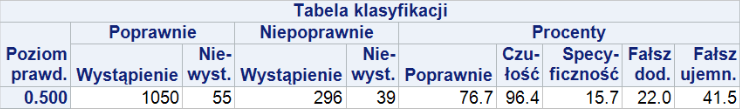 Tabela klasyfikacji
Poprawnie Niepoprawnie Procenty
Poziom prawd. Wystąpienie Nie-wyst. Wystąpienie Nie-wyst. Poprawnie Czu-łość Specy-ficzność Fałsz dod. Fałsz ujemn.
0.500 1050 55 296 39 76.7 96.4 15.7 22.0 41.5